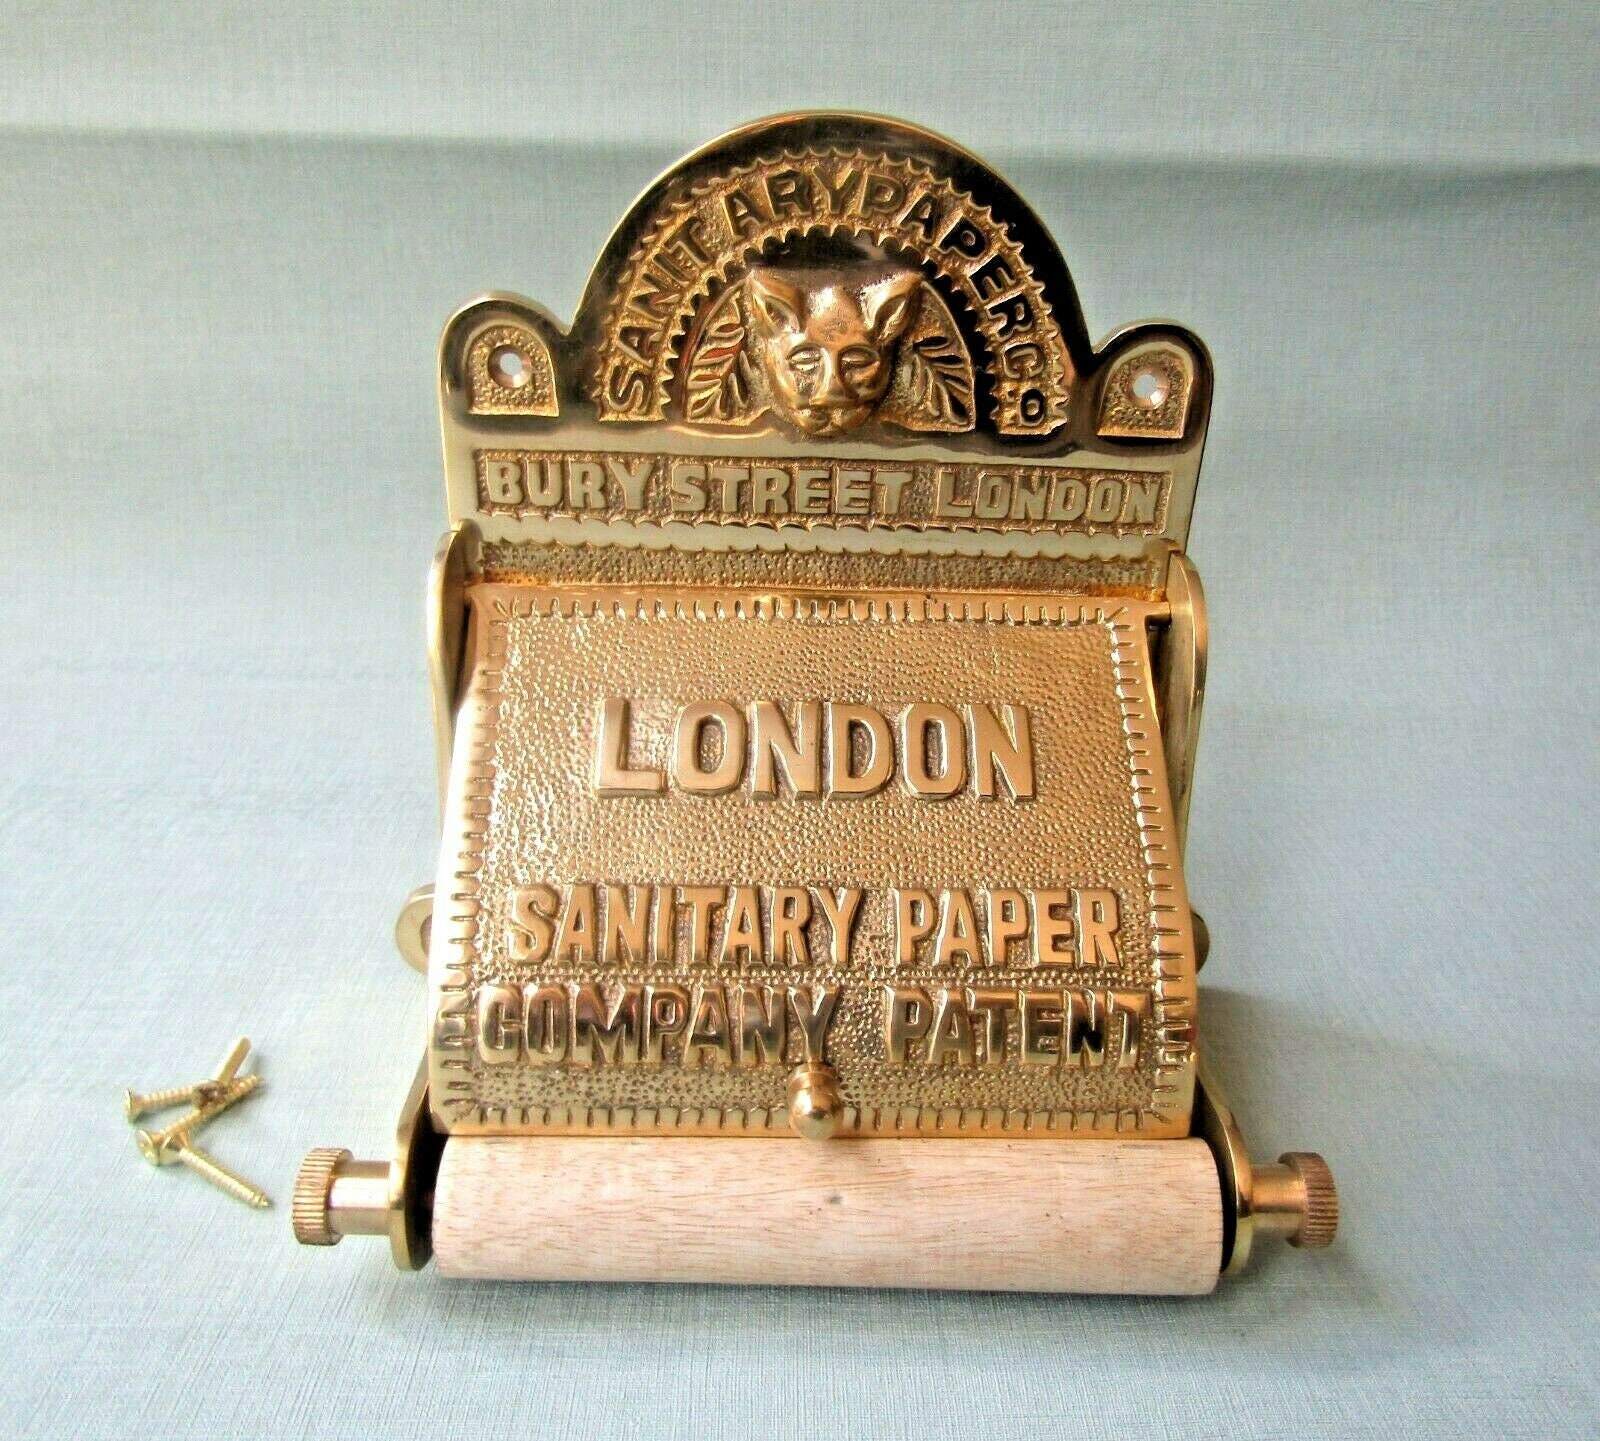 SANITARYPAPERCO
BURY STREET LONDON
LONDON
SANITARY PAPER
COMPANY PATENT